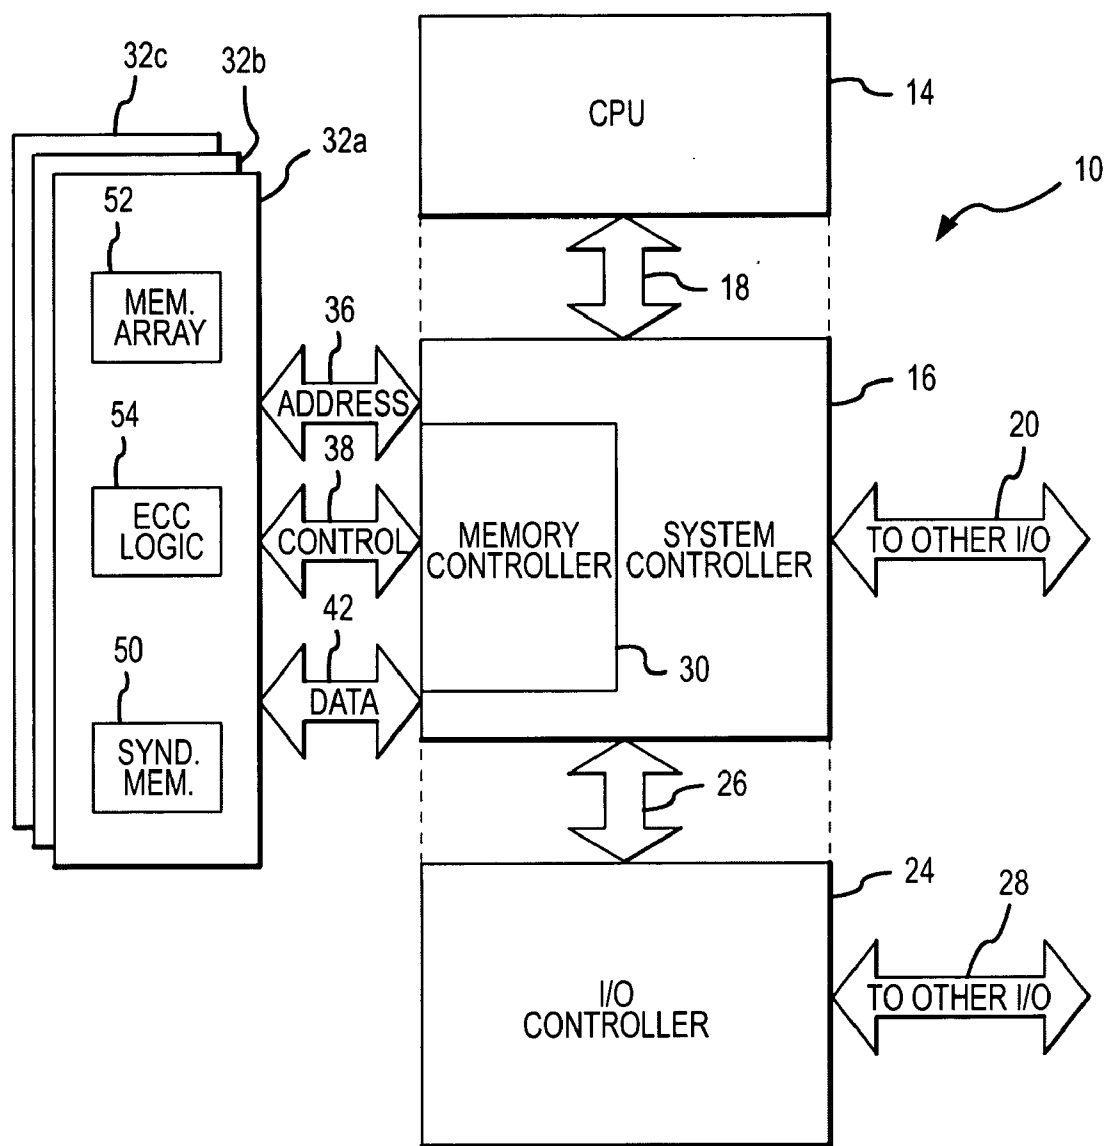 32c
32b
32a
CPU
14
10
52
MEM.
ARRAY
18
36
ADDRESS
16
54
ECC
LOGIC
38
CONTROL
MEMORY
CONTROLLER
SYSTEM
CONTROLLER
20
TO OTHER I/O
50
SYND.
MEM.
42
DATA
30
26
24
28
I/O
CONTROLLER
TO OTHER I/O